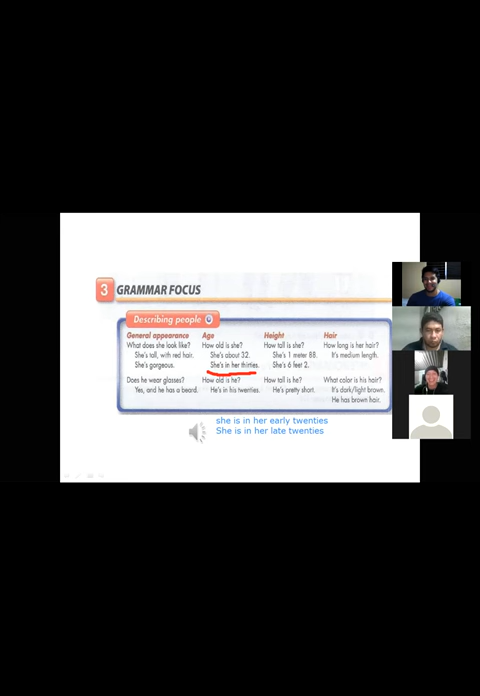 3 GRAMMAR FOCUS
Describing people
General appearance
What does she look like?
She's tall, with red hair.
She's gorgeous.
Does he wear glasses?
Yes, and he has a beard.
Age
How old is she?
She's about 32.
She's in her thirties.
How old is he?
He's in his twenties.
Height
How tall is she?
She's 1 meter 88.
She's 6 feet 2.
How tall is he?
He's pretty short.
Hair
How long is her hair?
It's medium length.
What color is his hair?
It's dark/light brown.
He has brown hair.
she is in her early twenties
She is in her late twenties